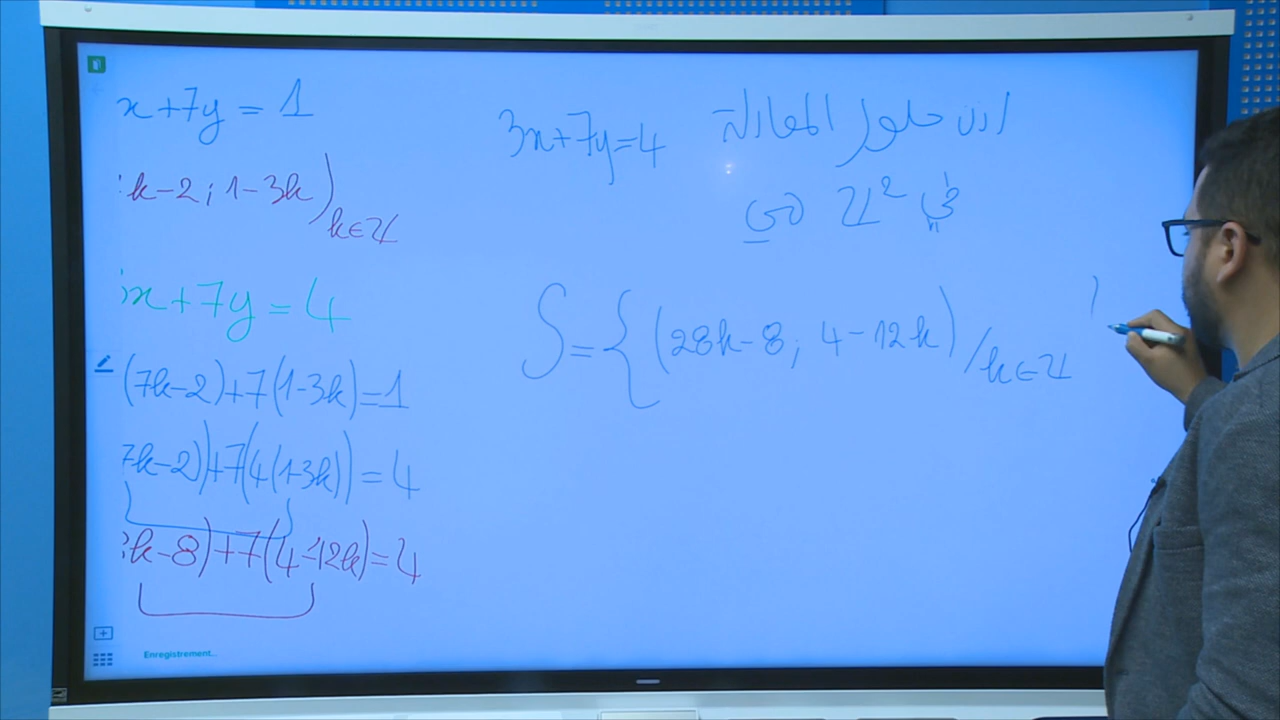 x+7y = 1
k-2 ; 1-3k) k∈ℤ
x+7y = 4
(7k-2)+7(1-3k)=1
7k-2)+7(4(1-3k))=4
k-8)+7(4-12k)=4
3x+7y=4 اذن حلول المعادلة
في ℤ² هي
S={(28k-8; 4-12k)/k∈ℤ
Enregistrement...